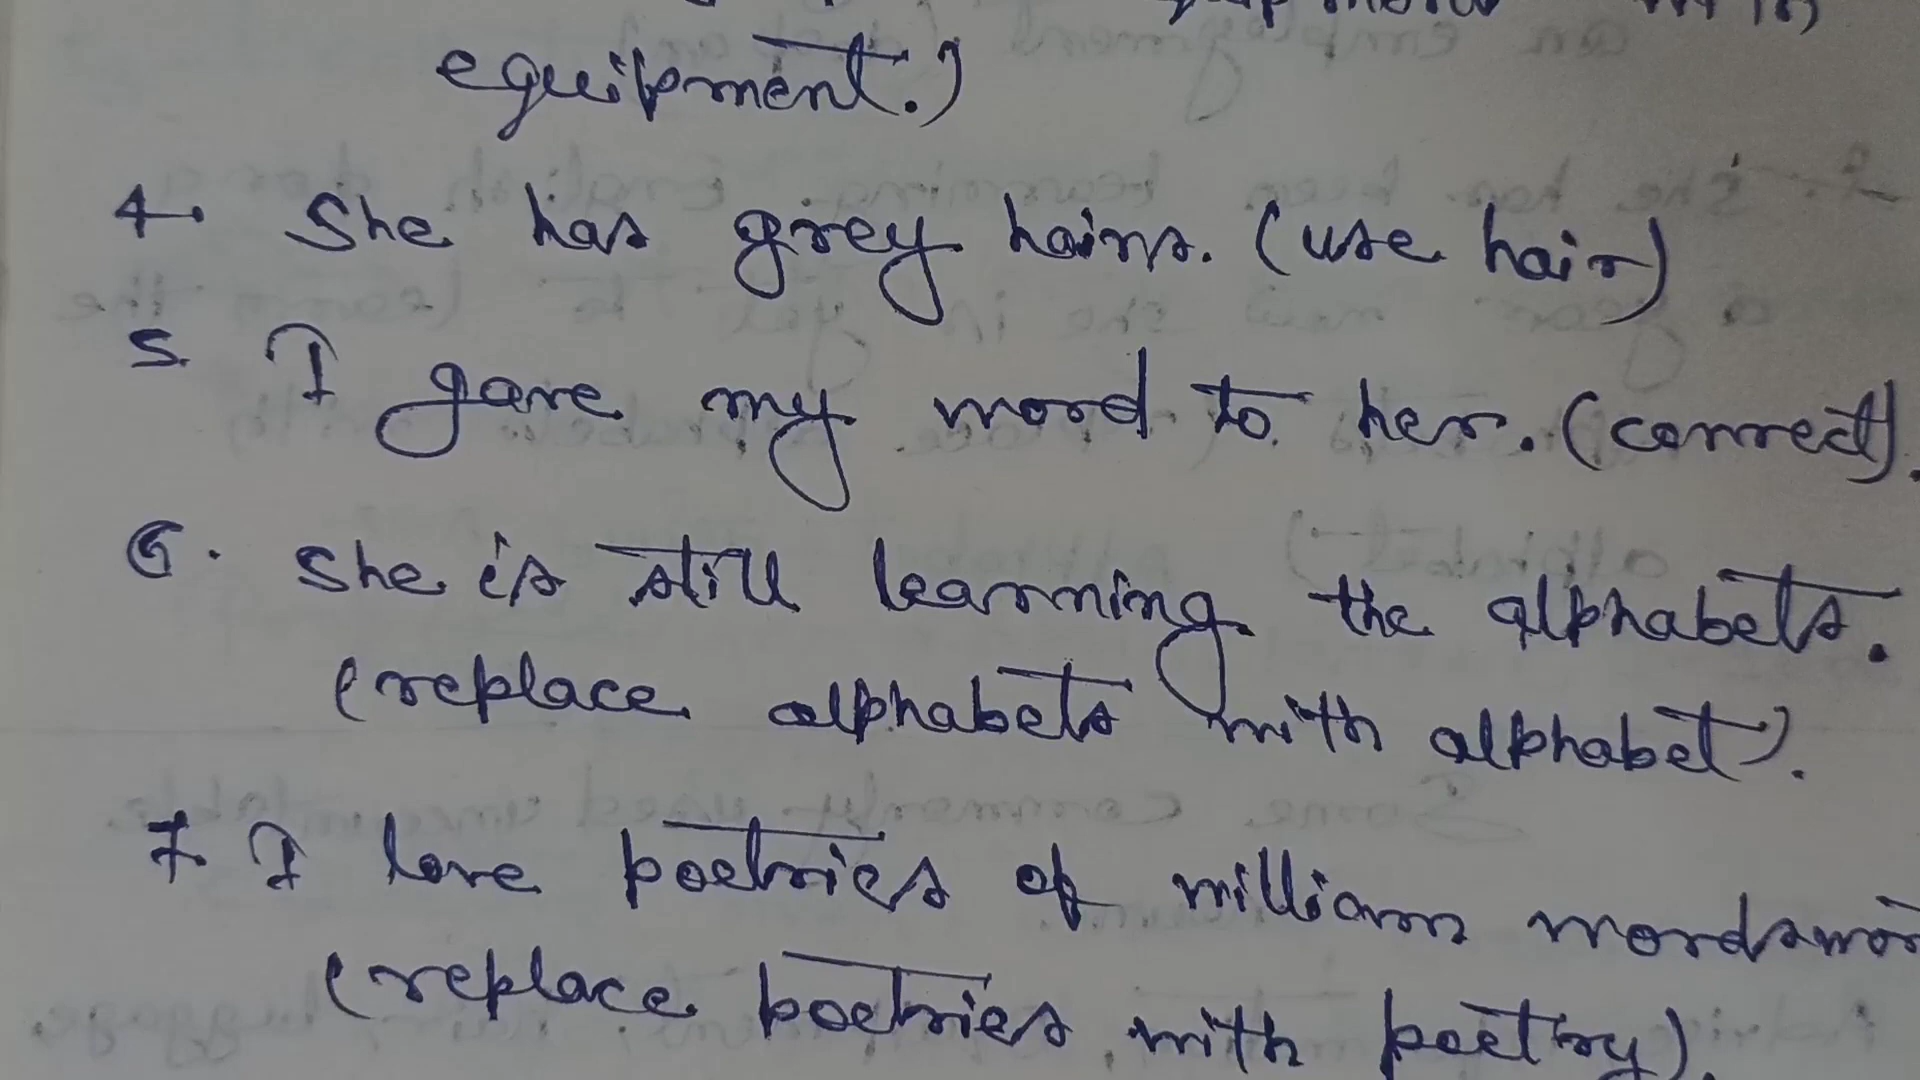 equipment.)
4. She has grey hairs. (use hair)
5. I gave my word to her. (correct).
6. She is still learning the alphabets.
(replace alphabets with alphabet).
7. I love poetries of william
(replace poetries with poetry).